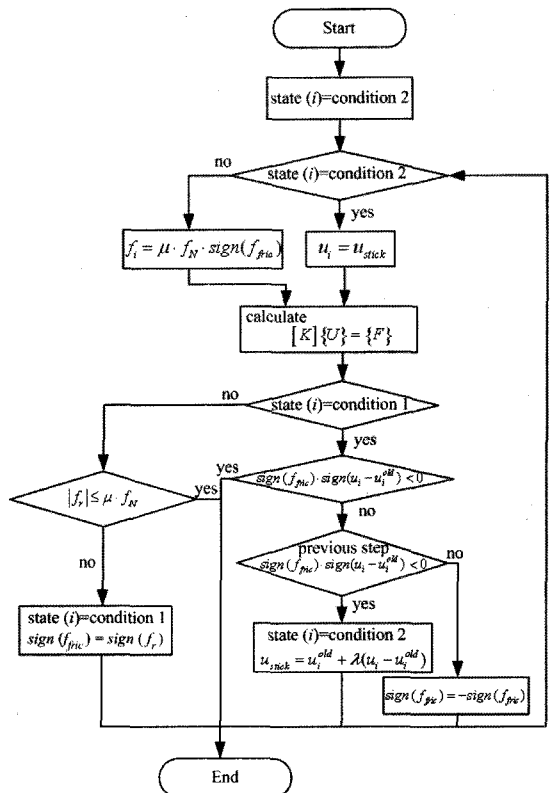 Start
state (i)=condition 2
state (i)=condition 2
no
yes
f_i = μ · f_N · sign(f_fric)
u_i = u_stick
calculate
[K]{U} = {F}
state (i)=condition 1
no
yes
|f_r| ≤ μ · f_N
yes
yes
sign(f_fric)·sign(u_i − u_i^old) < 0
no
no
previous step
sign(f_fric)·sign(u_i − u_i^old) < 0
no
yes
state (i)=condition 1
sign(f_fric) = sign(f_r)
state (i)=condition 2
u_stick = u_i^old + λ(u_i − u_i^old)
sign(f_fric) = −sign(f_fric)
End